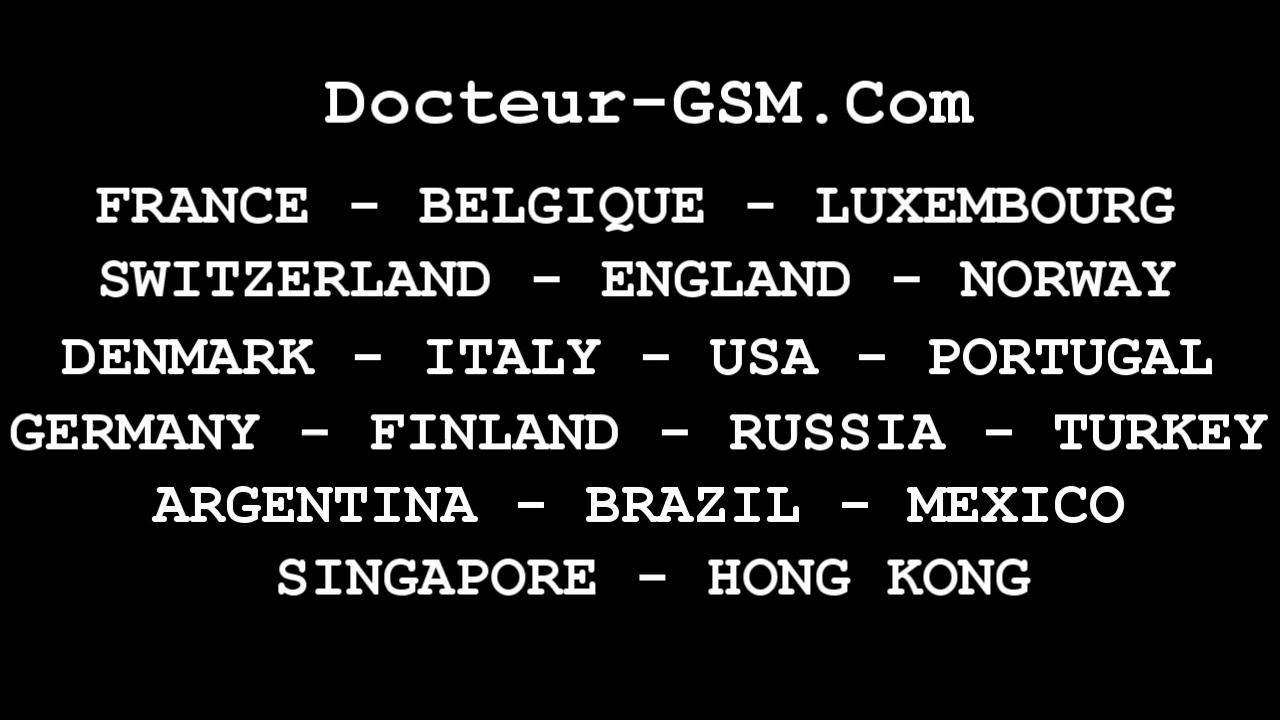 Docteur-GSM.Com
FRANCE - BELGIQUE - LUXEMBOURG
SWITZERLAND - ENGLAND - NORWAY
DENMARK - ITALY - USA - PORTUGAL
GERMANY - FINLAND - RUSSIA - TURKEY
ARGENTINA - BRAZIL - MEXICO
SINGAPORE - HONG KONG